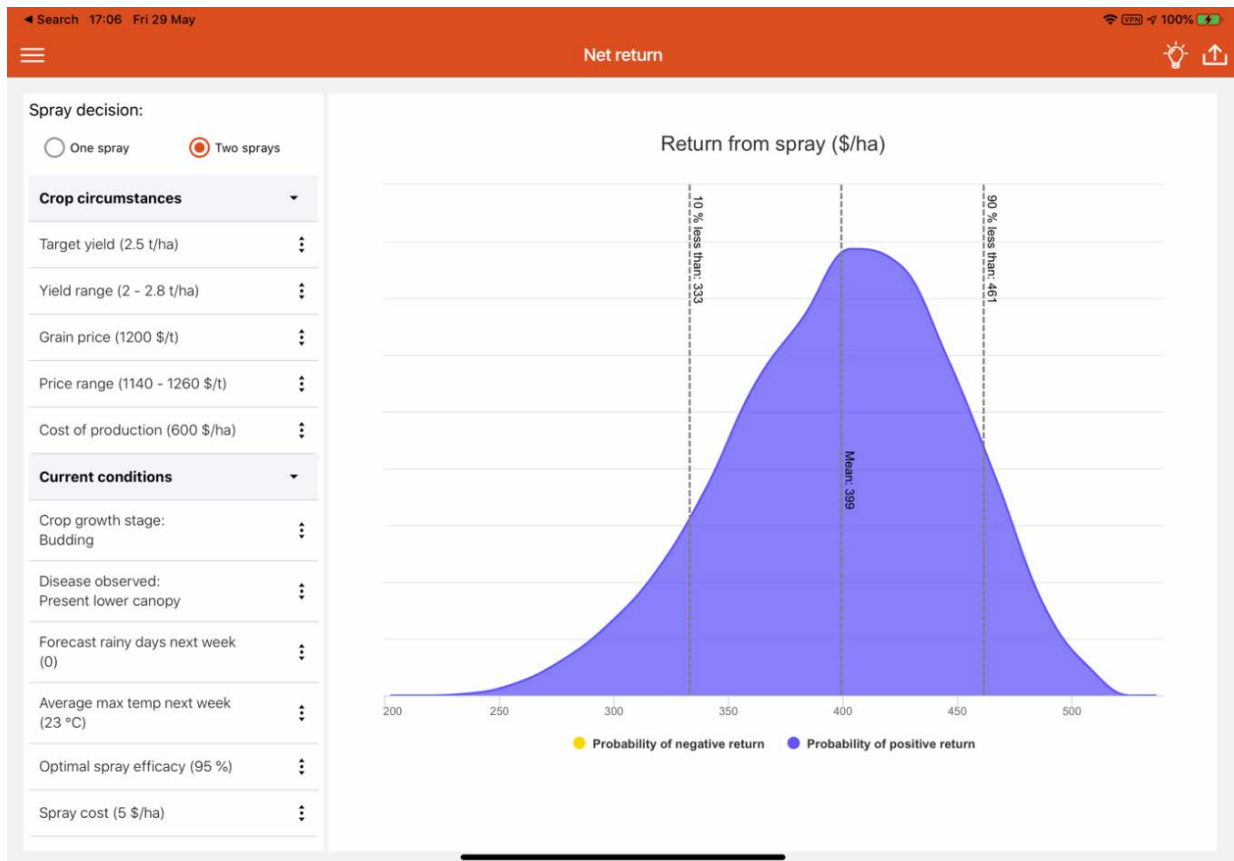 Search 17:06 Fri 29 May
VPN 100%
Net return
Spray decision:
One spray Two sprays
Crop circumstances
Target yield (2.5 t/ha)
Yield range (2 - 2.8 t/ha)
Grain price (1200 $/t)
Price range (1140 - 1260 $/t)
Cost of production (600 $/ha)
Current conditions
Crop growth stage:
Budding
Disease observed:
Present lower canopy
Forecast rainy days next week
(0)
Average max temp next week
(23 °C)
Optimal spray efficacy (95 %)
Spray cost (5 $/ha)
Return from spray ($/ha)
10 % less than: 333
Mean: 399
90 % less than: 461
200 250 300 350 400 450 500
Probability of negative return Probability of positive return